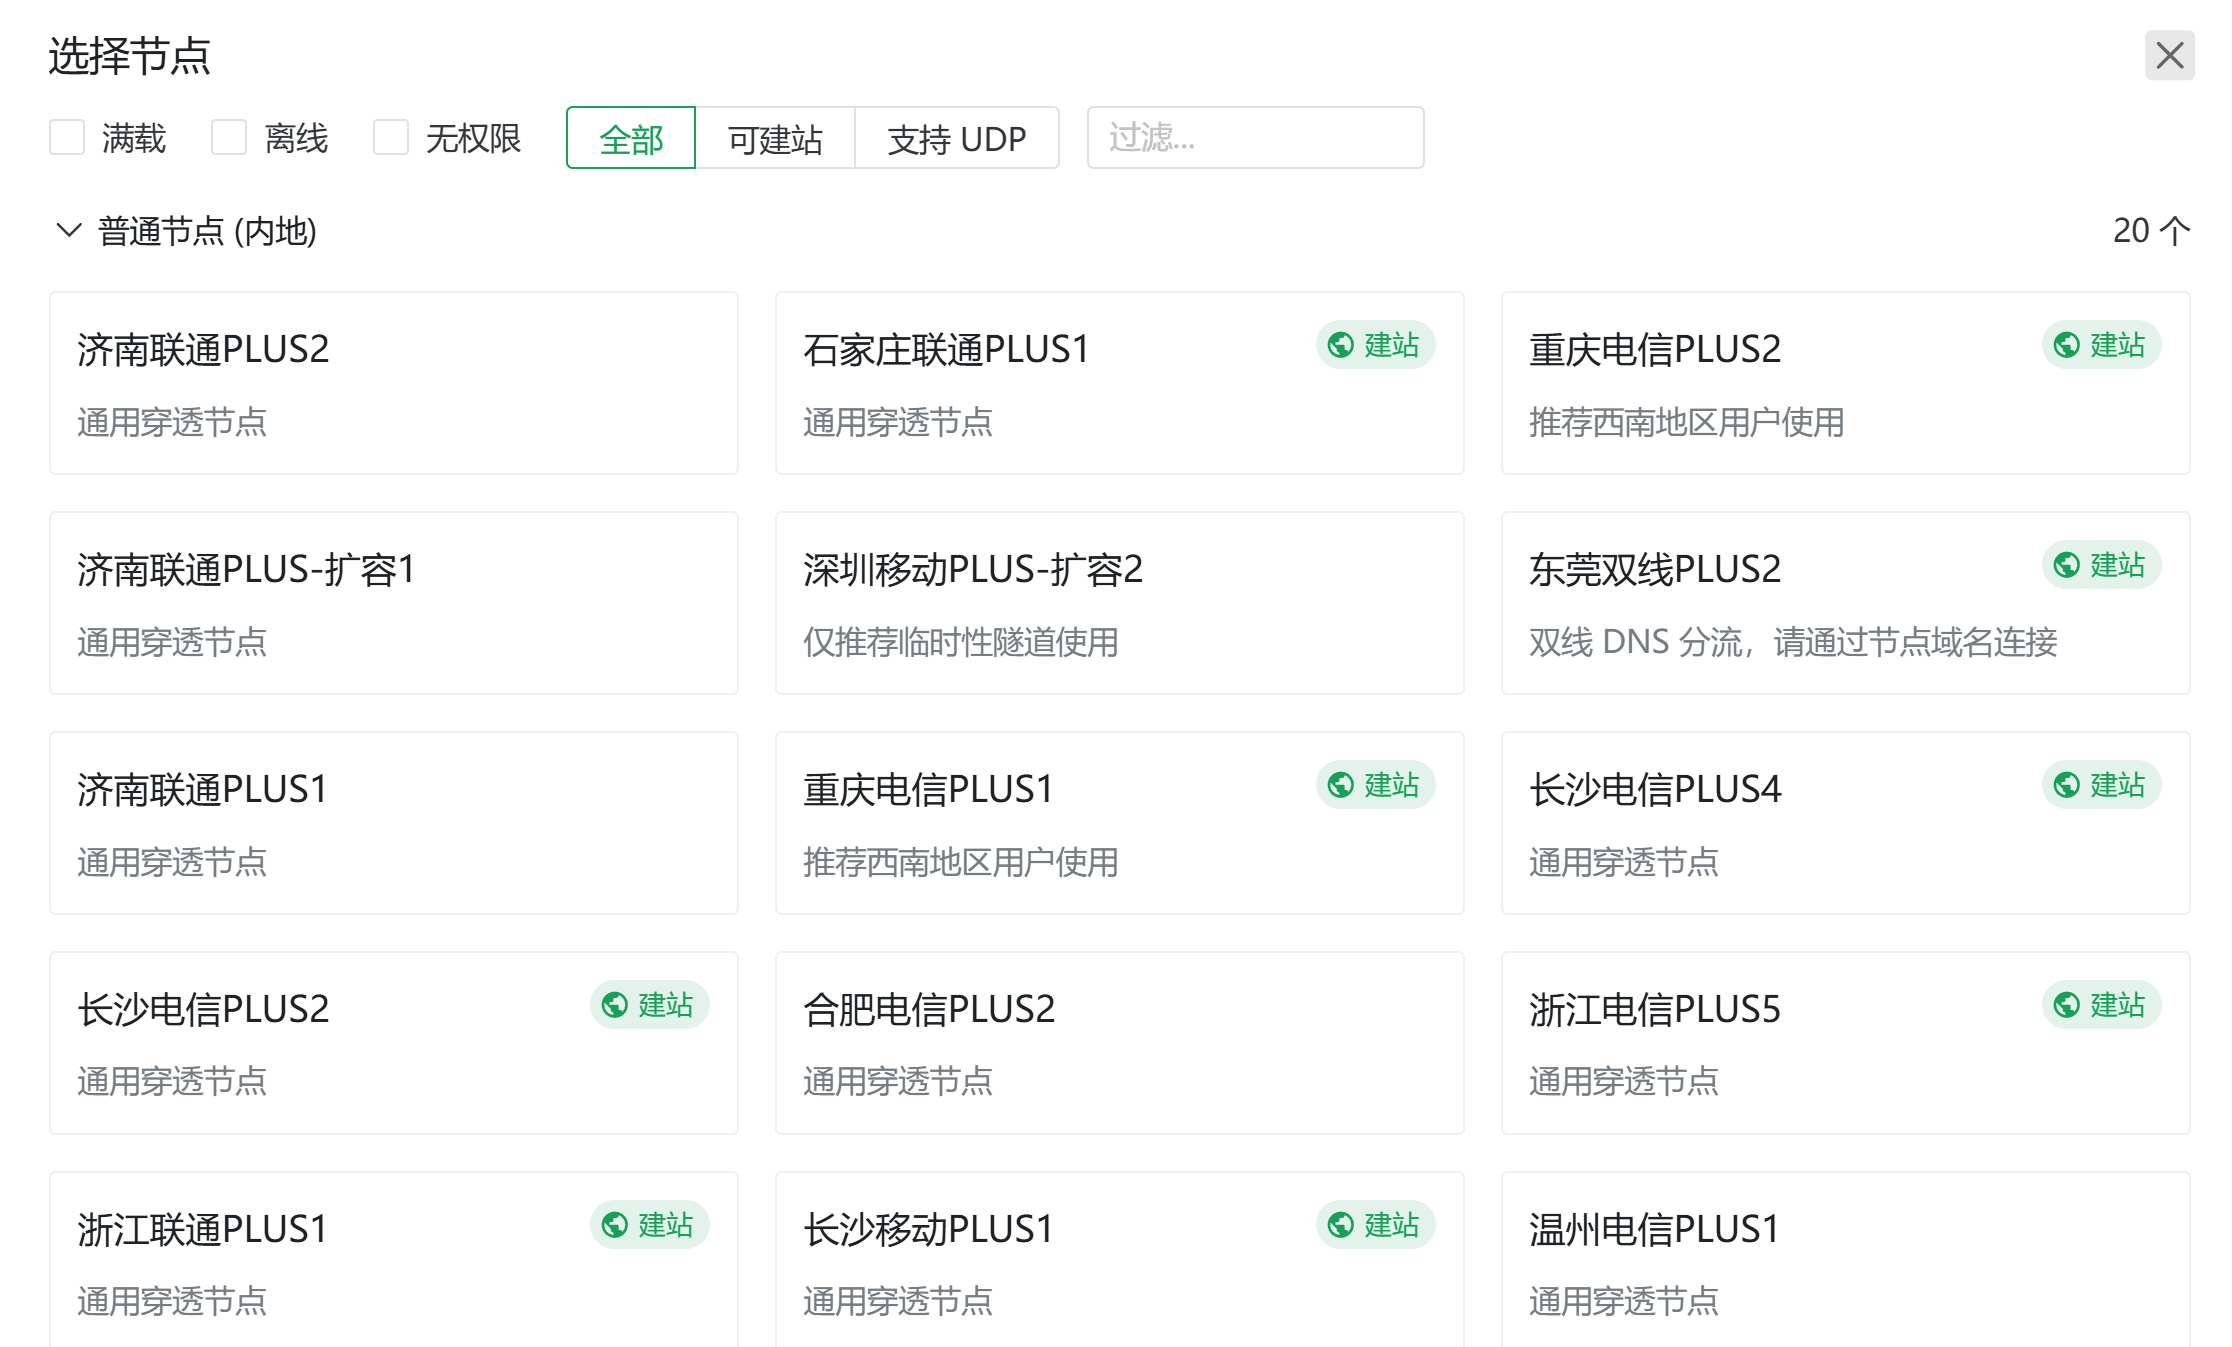 选择节点
满载 离线 无权限 全部 可建站 支持 UDP 过滤...
普通节点 (内地) 20 个
济南联通PLUS2
通用穿透节点
石家庄联通PLUS1 建站
通用穿透节点
重庆电信PLUS2 建站
推荐西南地区用户使用
济南联通PLUS-扩容1
通用穿透节点
深圳移动PLUS-扩容2
仅推荐临时性隧道使用
东莞双线PLUS2 建站
双线 DNS 分流，请通过节点域名连接
济南联通PLUS1
通用穿透节点
重庆电信PLUS1 建站
推荐西南地区用户使用
长沙电信PLUS4 建站
通用穿透节点
长沙电信PLUS2 建站
通用穿透节点
合肥电信PLUS2
通用穿透节点
浙江电信PLUS5 建站
通用穿透节点
浙江联通PLUS1 建站
通用穿透节点
长沙移动PLUS1 建站
通用穿透节点
温州电信PLUS1
通用穿透节点